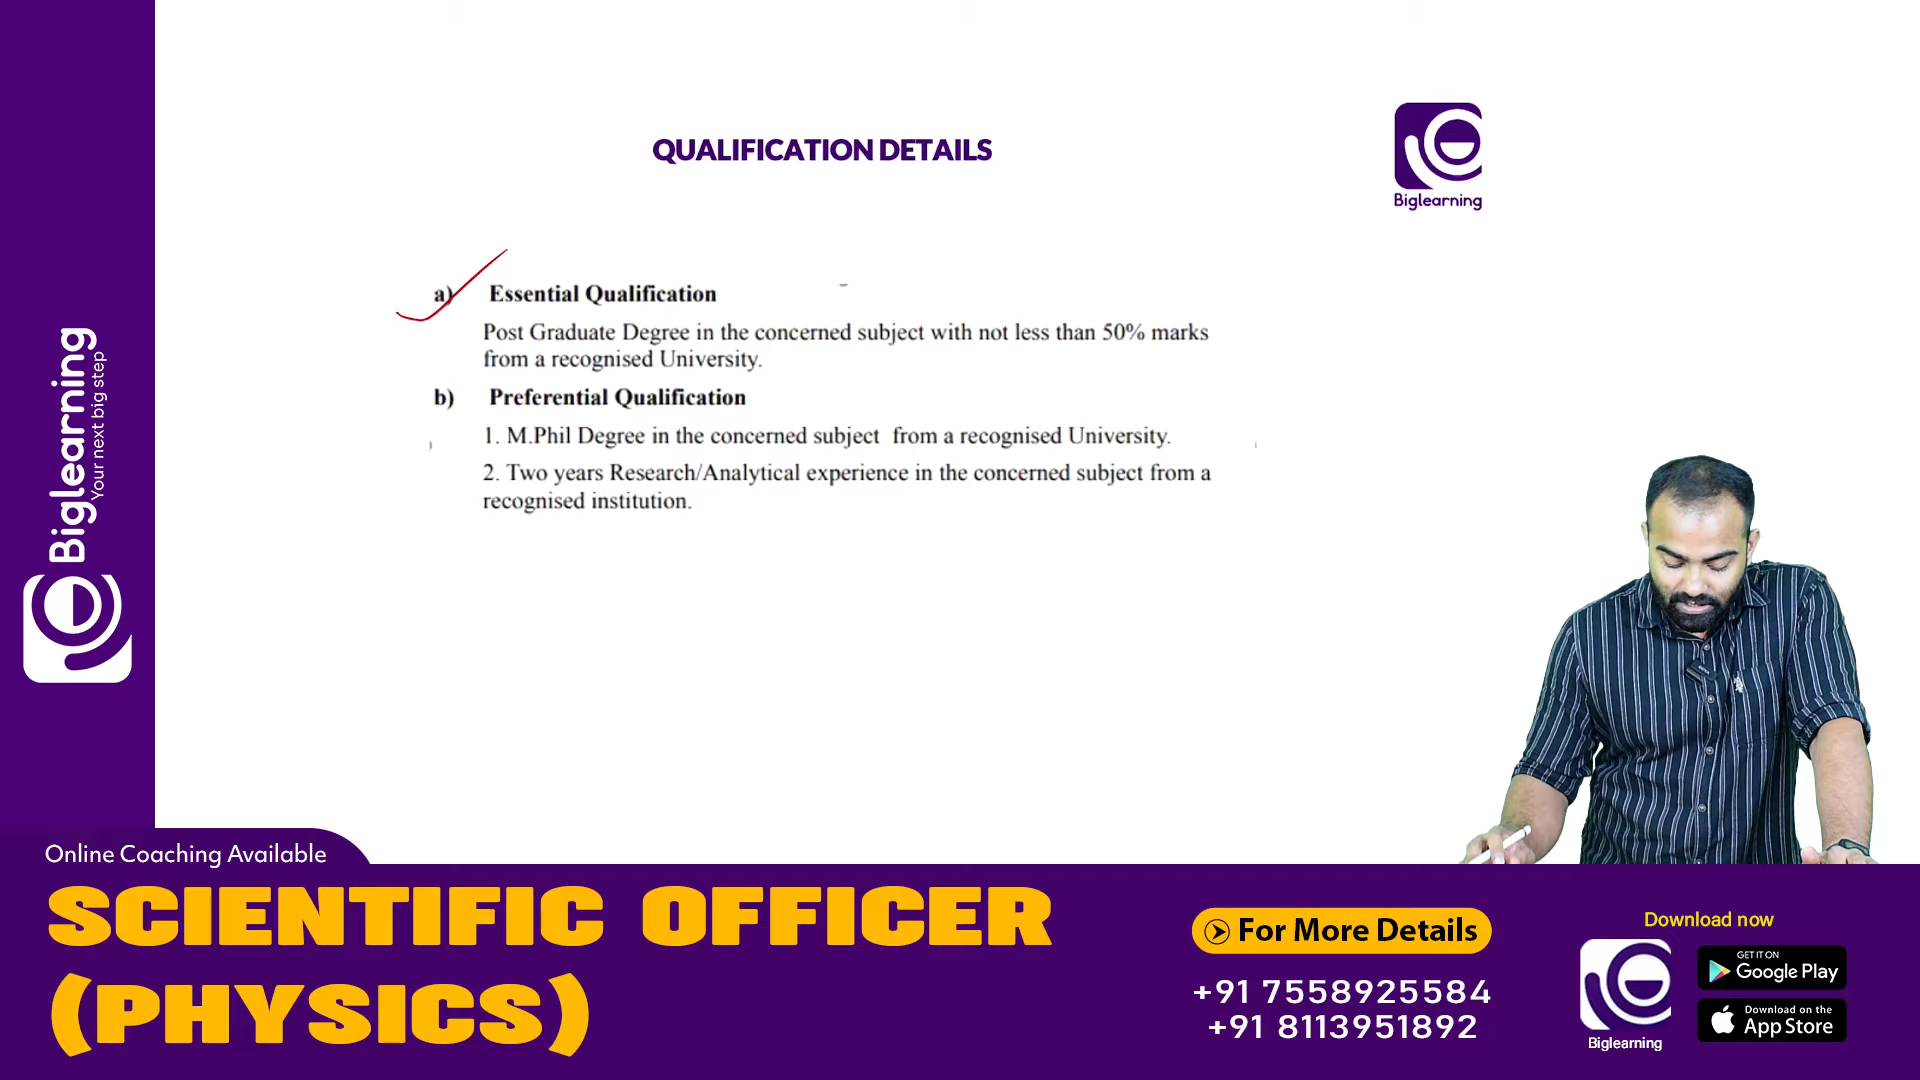 Biglearning
Your next big step
QUALIFICATION DETAILS
Biglearning
a) Essential Qualification
Post Graduate Degree in the concerned subject with not less than 50% marks
from a recognised University.
b) Preferential Qualification
1. M.Phil Degree in the concerned subject from a recognised University.
2. Two years Research/Analytical experience in the concerned subject from a
recognised institution.
Online Coaching Available
SCIENTIFIC OFFICER
(PHYSICS)
For More Details
+91 7558925584
+91 8113951892
Download now
Biglearning
GET IT ON
Google Play
Download on the
App Store